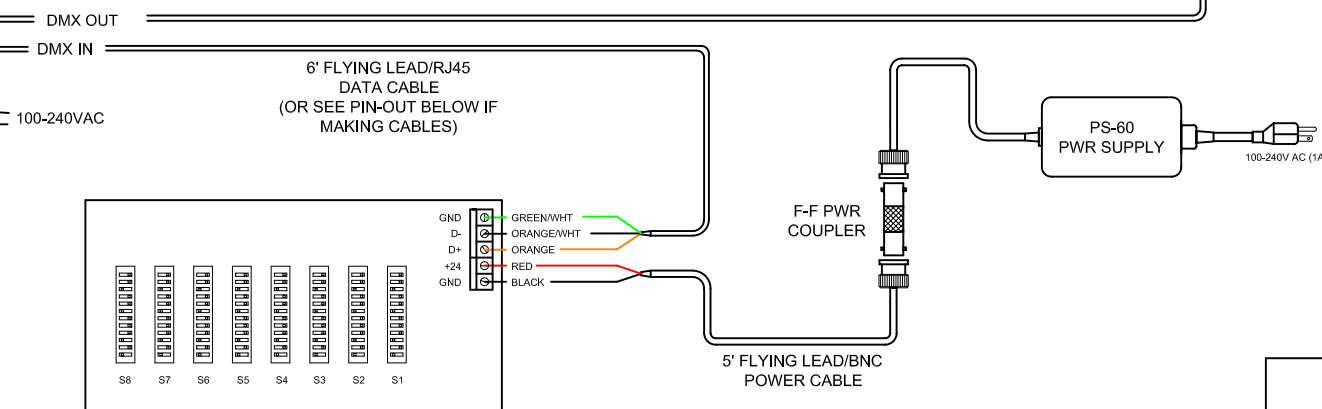 DMX OUT
DMX IN
6' FLYING LEAD/RJ45
DATA CABLE
(OR SEE PIN-OUT BELOW IF
MAKING CABLES)
100-240VAC
PS-60
PWR SUPPLY
100-240V AC (1A
F-F PWR
COUPLER
GND GREEN/WHT
D- ORANGE/WHT
D+ ORANGE
+24 RED
GND BLACK
5' FLYING LEAD/BNC
POWER CABLE
S8 S7 S6 S5 S4 S3 S2 S1